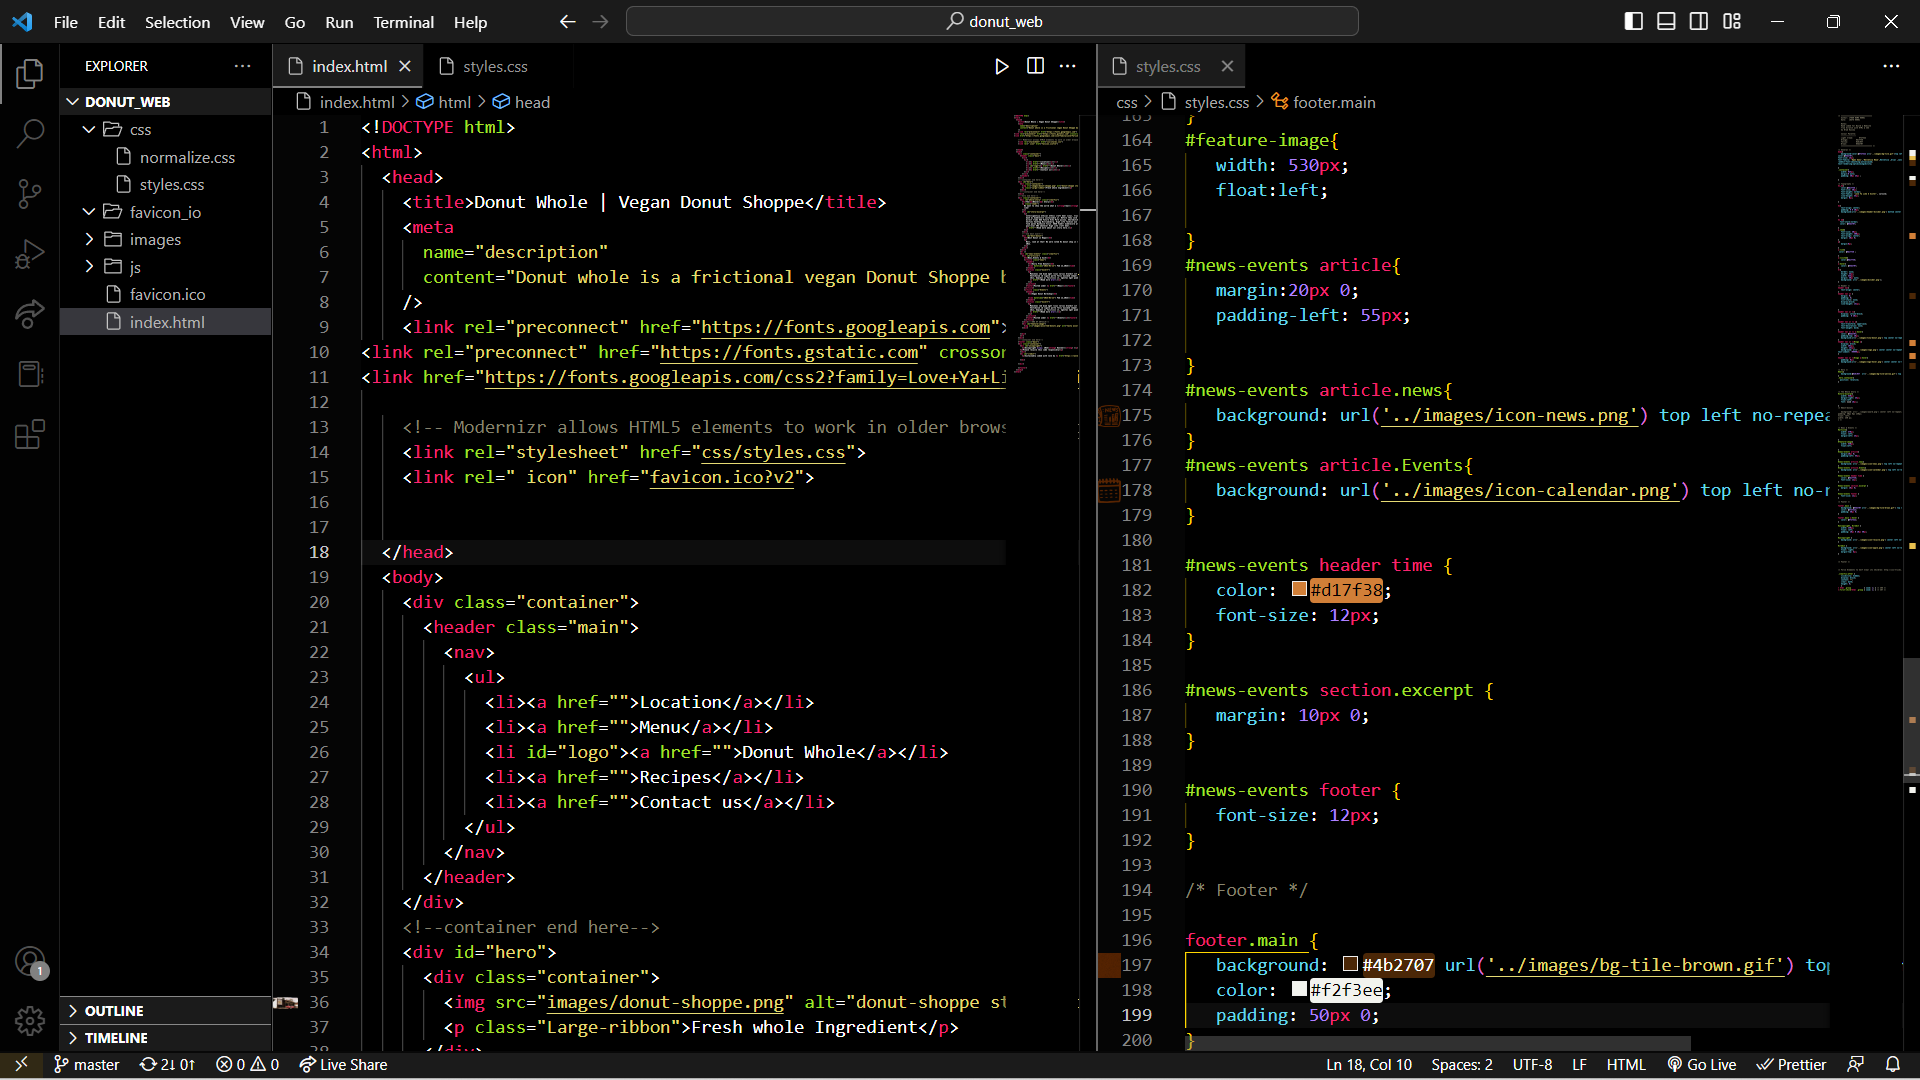 File Edit Selection View Go Run Terminal Help
donut_web
EXPLORER
DONUT_WEB
css
normalize.css
styles.css
favicon_io
images
js
favicon.ico
index.html
OUTLINE
TIMELINE
index.html
styles.css
index.html > html > head
1 <!DOCTYPE html>
2 <html>
3 <head>
4 <title>Donut Whole | Vegan Donut Shoppe</title>
5 <meta
6 name="description"
7 content="Donut whole is a frictional vegan Donut Shoppe
8 />
9 <link rel="preconnect" href="https://fonts.googleapis.com">
10 <link rel="preconnect" href="https://fonts.gstatic.com" crossor
11 <link href="https://fonts.googleapis.com/css2?family=Love+Ya+Li
12
13 <!-- Modernizr allows HTML5 elements to work in older brows
14 <link rel="stylesheet" href="css/styles.css">
15 <link rel=" icon" href="favicon.ico?v2">
16
17
18 </head>
19 <body>
20 <div class="container">
21 <header class="main">
22 <nav>
23 <ul>
24 <li><a href="">Location</a></li>
25 <li><a href="">Menu</a></li>
26 <li id="logo"><a href="">Donut Whole</a></li>
27 <li><a href="">Recipes</a></li>
28 <li><a href="">Contact us</a></li>
29 </ul>
30 </nav>
31 </header>
32 </div>
33 <!--container end here-->
34 <div id="hero">
35 <div class="container">
36 <img src="images/donut-shoppe.png" alt="donut-shoppe st
37 <p class="Large-ribbon">Fresh whole Ingredient</p>
38 </div>
styles.css
css > styles.css > footer.main
163 }
164 #feature-image{
165 width: 530px;
166 float:left;
167
168 }
169 #news-events article{
170 margin:20px 0;
171 padding-left: 55px;
172
173 }
174 #news-events article.news{
175 background: url('../images/icon-news.png') top left no-repea
176 }
177 #news-events article.Events{
178 background: url('../images/icon-calendar.png') top left no-r
179 }
180
181 #news-events header time {
182 color: #d17f38;
183 font-size: 12px;
184 }
185
186 #news-events section.excerpt {
187 margin: 10px 0;
188 }
189
190 #news-events footer {
191 font-size: 12px;
192 }
193
194 /* Footer */
195
196 footer.main {
197 background: #4b2707 url('../images/bg-tile-brown.gif') top
198 color: #f2f3ee;
199 padding: 50px 0;
200 }
1
master 2↓ 0↑ 0 0 Live Share
Ln 18, Col 10 Spaces: 2 UTF-8 LF HTML Go Live Prettier